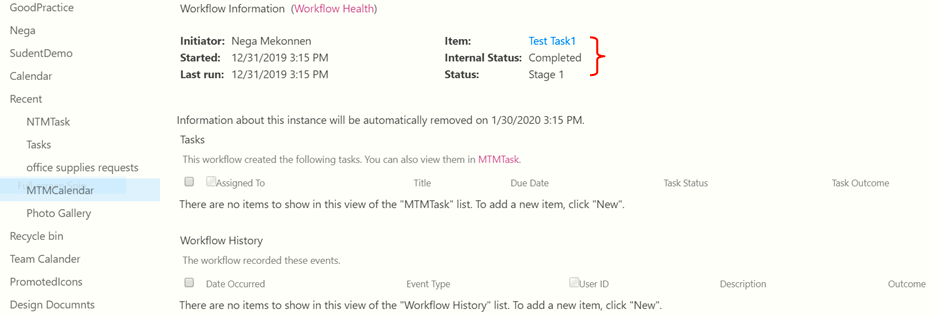 GoodPractice
Nega
SudentDemo
Calendar
Recent
NTMTask
Tasks
office supplies requests
MTMCalendar
Photo Gallery
Recycle bin
Team Calander
PromotedIcons
Design Documnts
Workflow Information (Workflow Health)
Initiator: Nega Mekonnen Item: Test Task1
Started: 12/31/2019 3:15 PM Internal Status: Completed
Last run: 12/31/2019 3:15 PM Status: Stage 1
Information about this instance will be automatically removed on 1/30/2020 3:15 PM.
Tasks
This workflow created the following tasks. You can also view them in MTMTask.
Assigned To Title Due Date Task Status Task Outcome
There are no items to show in this view of the "MTMTask" list. To add a new item, click "New".
Workflow History
The workflow recorded these events.
Date Occurred Event Type User ID Description Outcome
There are no items to show in this view of the "Workflow History" list. To add a new item, click "New".